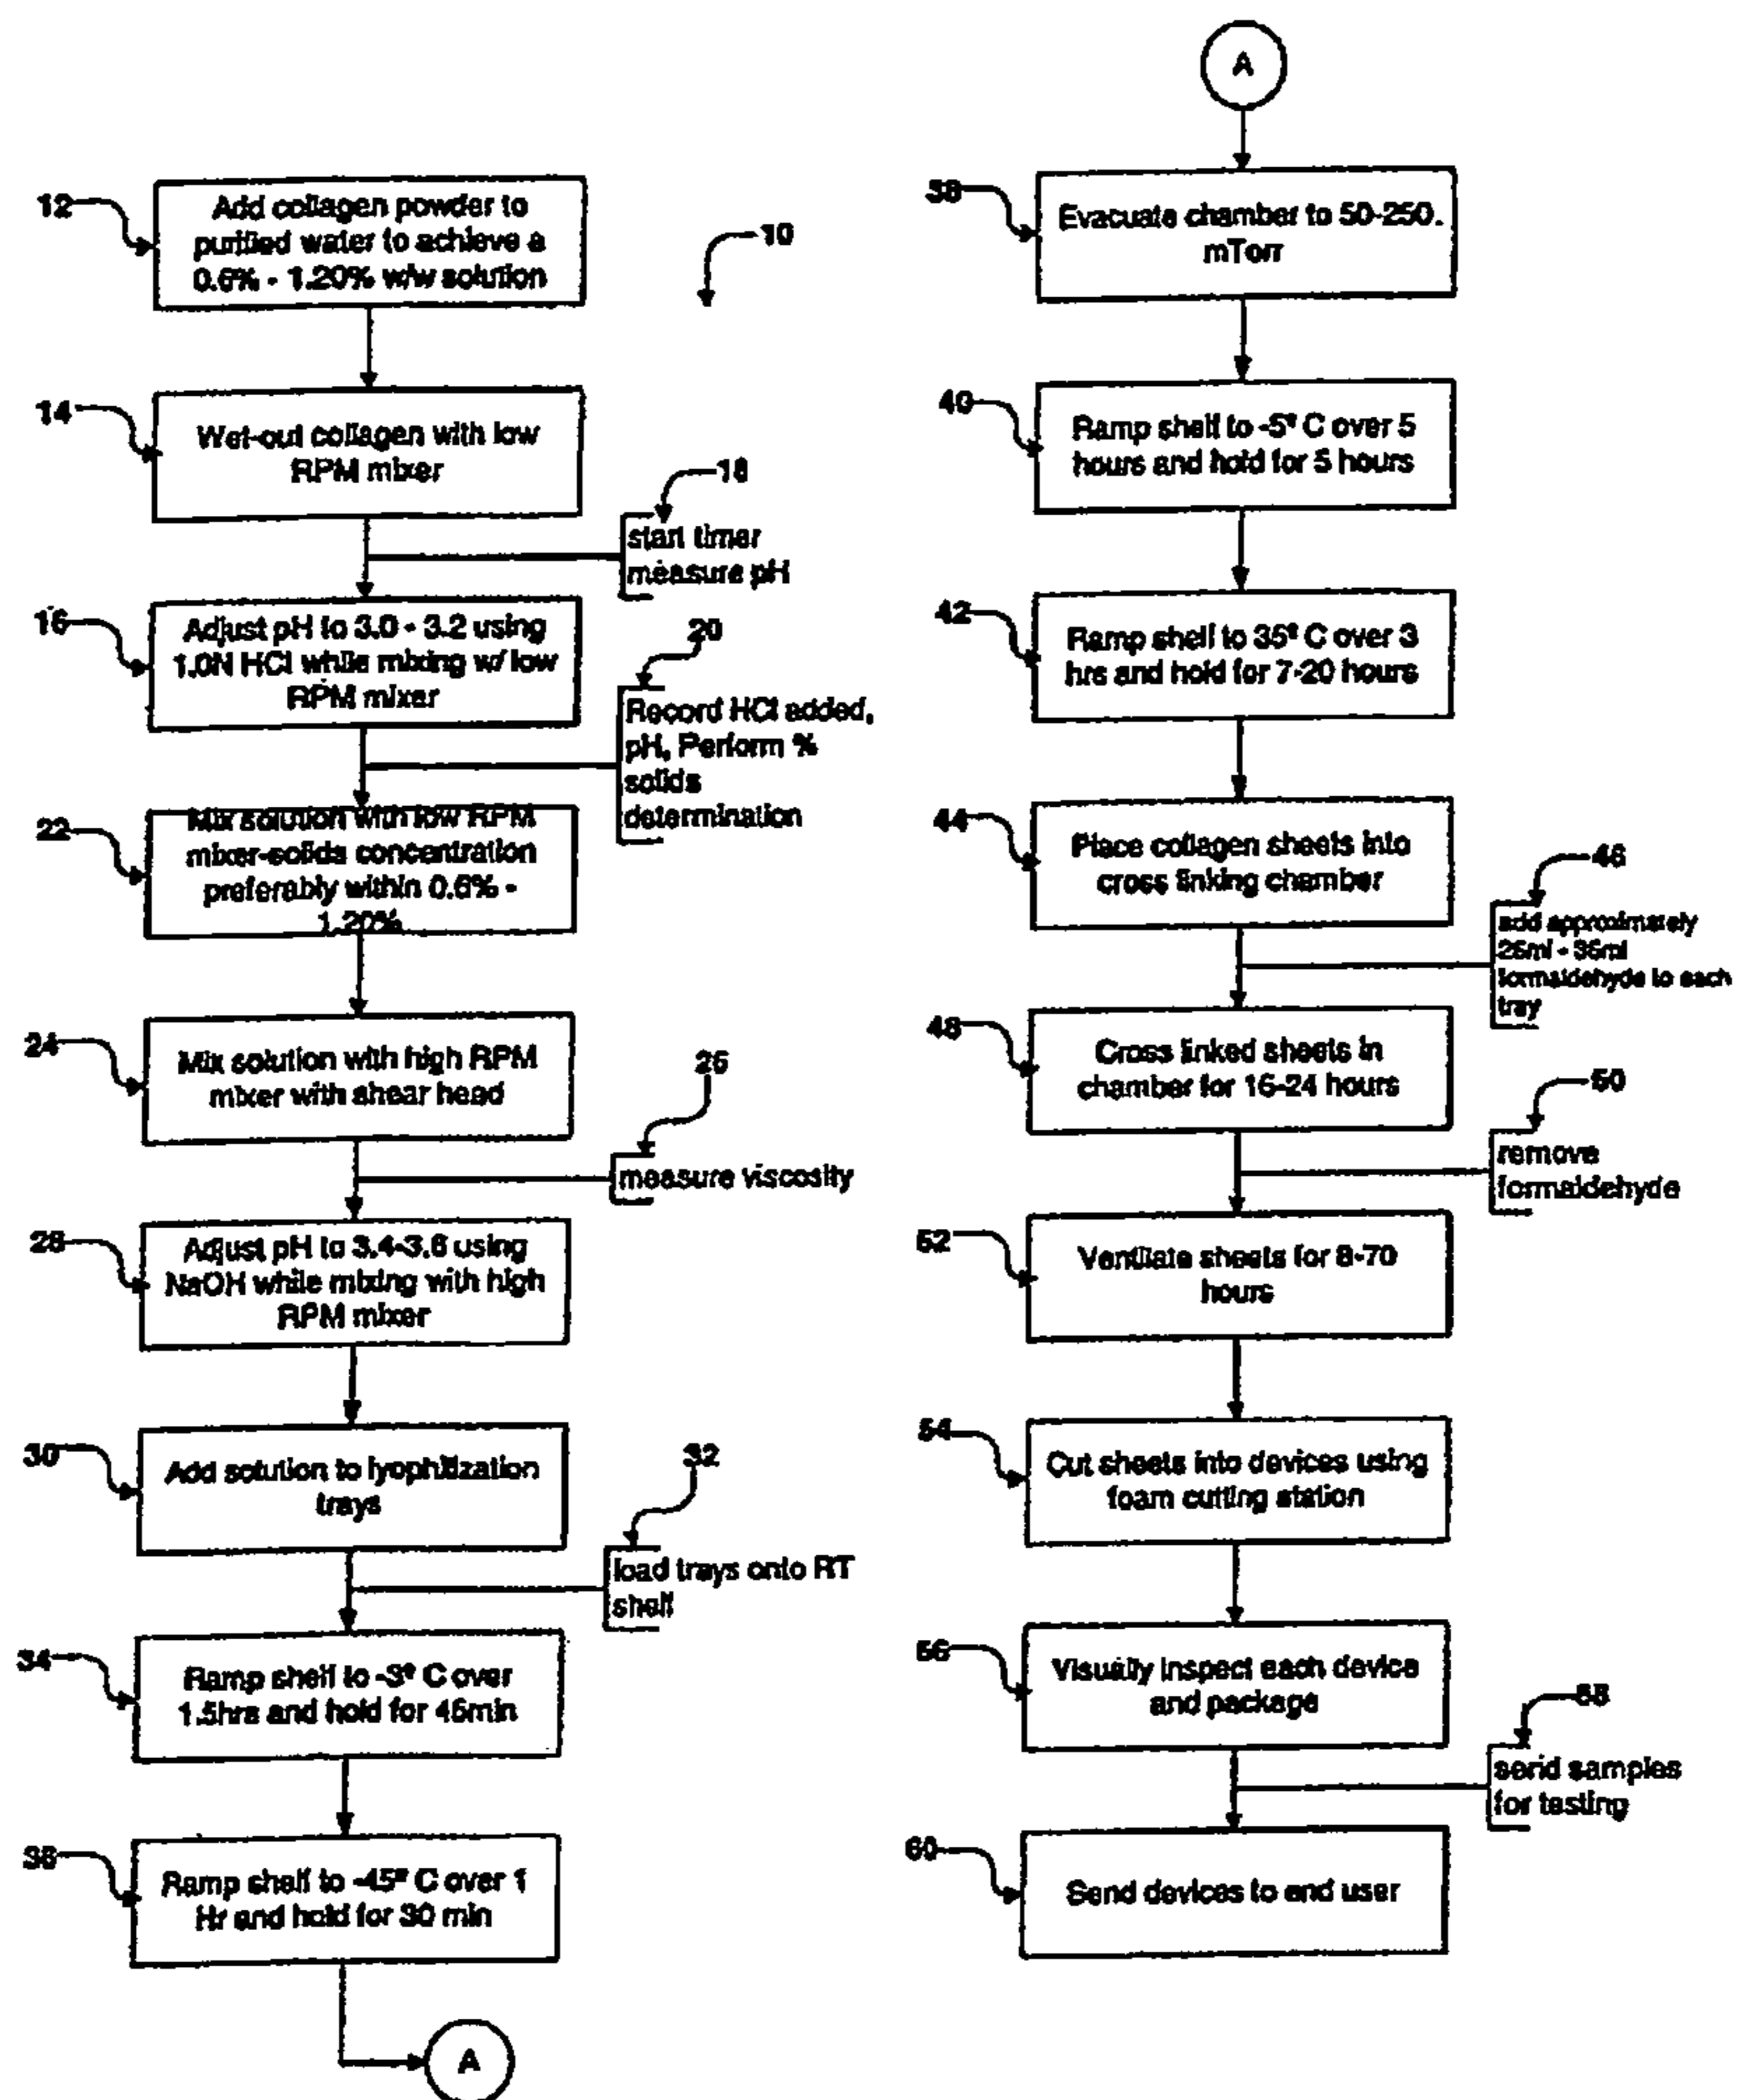 12
Add collagen powder to
purified water to achieve a
0.6% - 1.20% w/w solution
10
14
Wet-out collagen with low
RPM mixer
18
start timer
measure pH
16
Adjust pH to 3.0 - 3.2 using
1.0N HCl while mixing w/ low
RPM mixer
20
Record HCl added,
pH, Perform %
solids
determination
22
Mix solution with low RPM
mixer-solids concentration
preferably within 0.6% -
1.20%
24
Mix solution with high RPM
mixer with shear head
26
measure viscosity
28
Adjust pH to 3.4-3.6 using
NaOH while mixing with high
RPM mixer
30
Add solution to lyophilization
trays
32
load trays onto RT
shelf
34
Ramp shelf to -3° C over
1.5hrs and hold for 45min
36
Ramp shelf to -45° C over 1
Hr and hold for 30 min
A
A
38
Evacuate chamber to 50-250.
mTorr
40
Ramp shelf to -5° C over 5
hours and hold for 5 hours
42
Ramp shelf to 35° C over 3
hrs and hold for 7-20 hours
44
Place collagen sheets into
cross linking chamber
46
add approximately
25ml - 35ml
formaldehyde to each
tray
48
Cross linked sheets in
chamber for 16-24 hours
50
remove
formaldehyde
52
Ventilate sheets for 8-70
hours
54
Cut sheets into devices using
foam cutting station
56
Visually inspect each device
and package
58
send samples
for testing
60
Send devices to end user